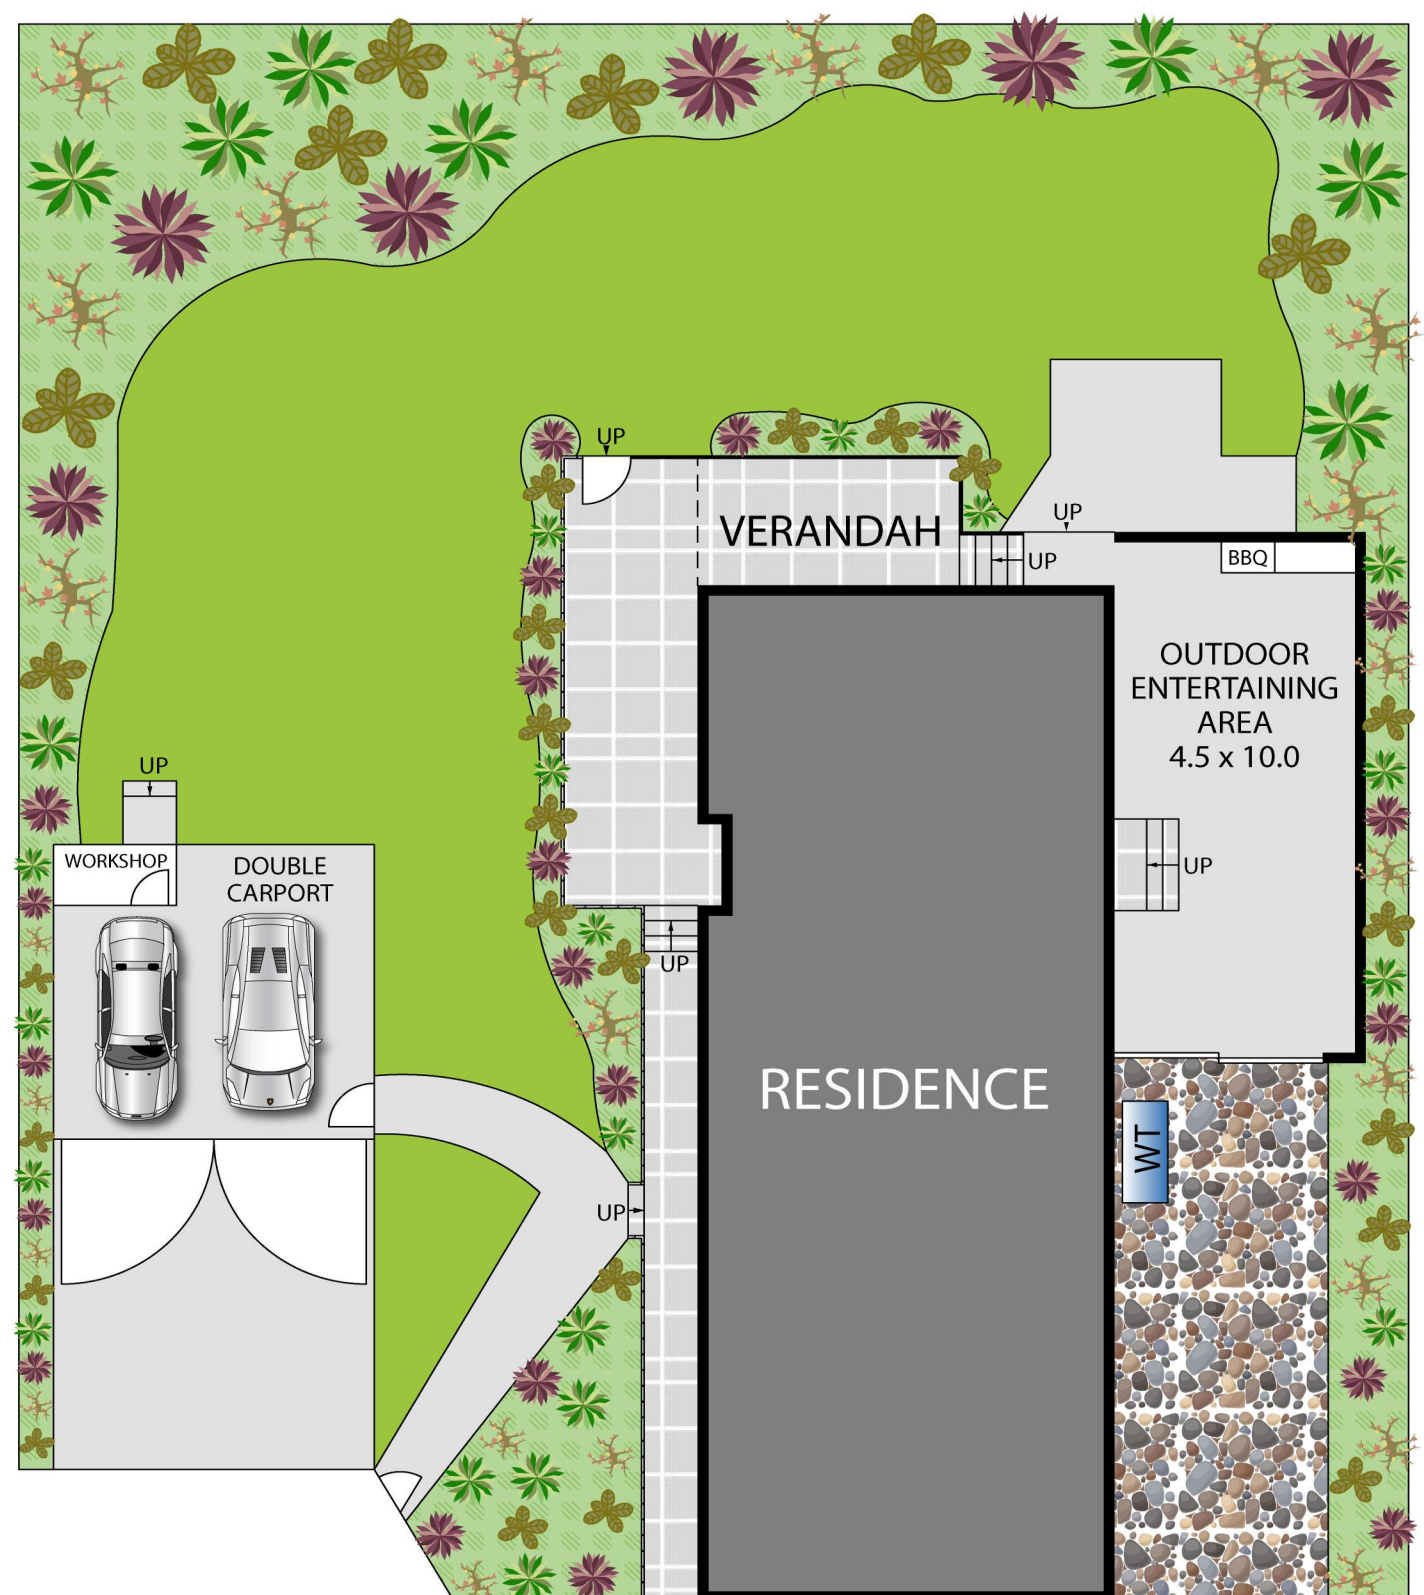 UP
VERANDAH
UP
UP
BBQ
OUTDOOR
ENTERTAINING
AREA
4.5 x 10.0
UP
WORKSHOP
DOUBLE
CARPORT
UP
UP
RESIDENCE
WT
UP